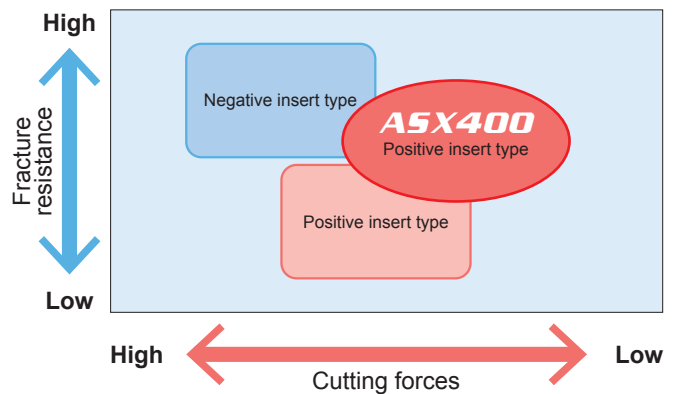 High
Fracture
resistance
Low
Negative insert type
ASX400
Positive insert type
Positive insert type
High
Low
Cutting forces